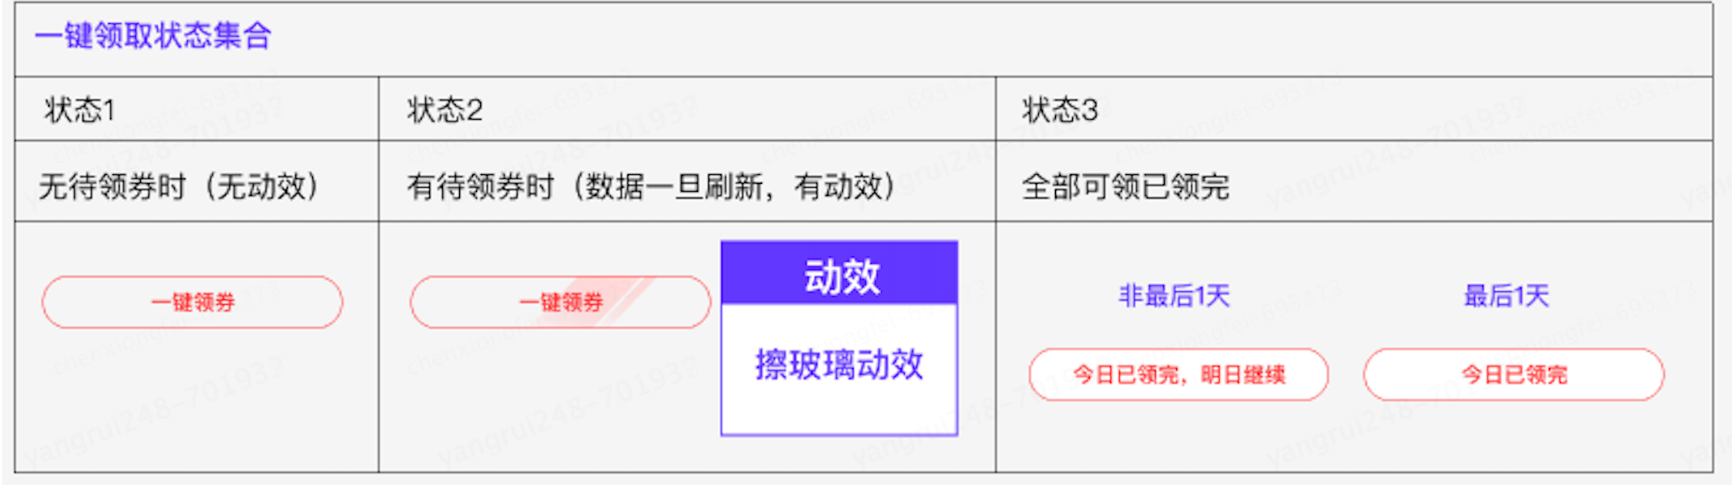 一键领取状态集合
状态1
状态2
状态3
无待领券时（无动效）
有待领券时（数据一旦刷新，有动效）
全部可领已领完
一键领券
一键领券
动效
擦玻璃动效
非最后1天
最后1天
今日已领完，明日继续
今日已领完
chenxiongfei-695373
yangrui248-701939